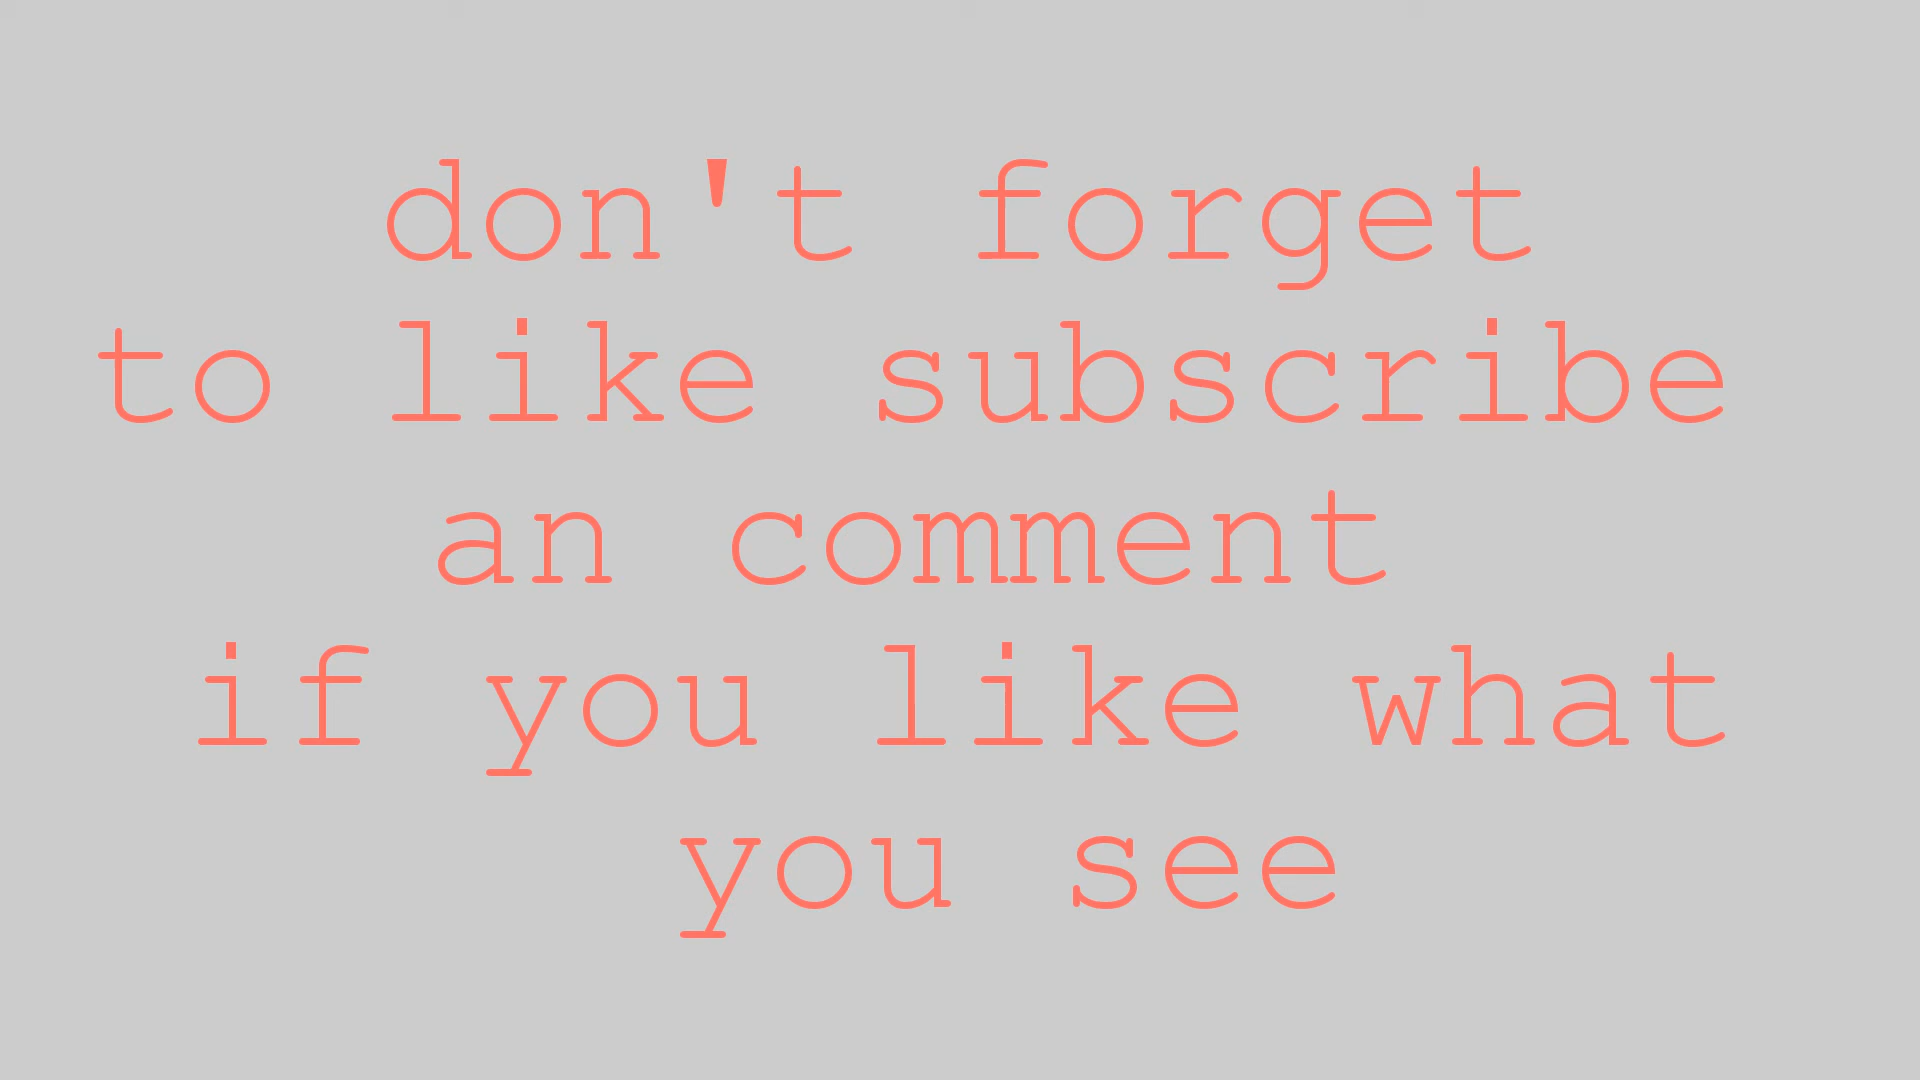 don't forget
to like subscribe
an comment
if you like what
you see